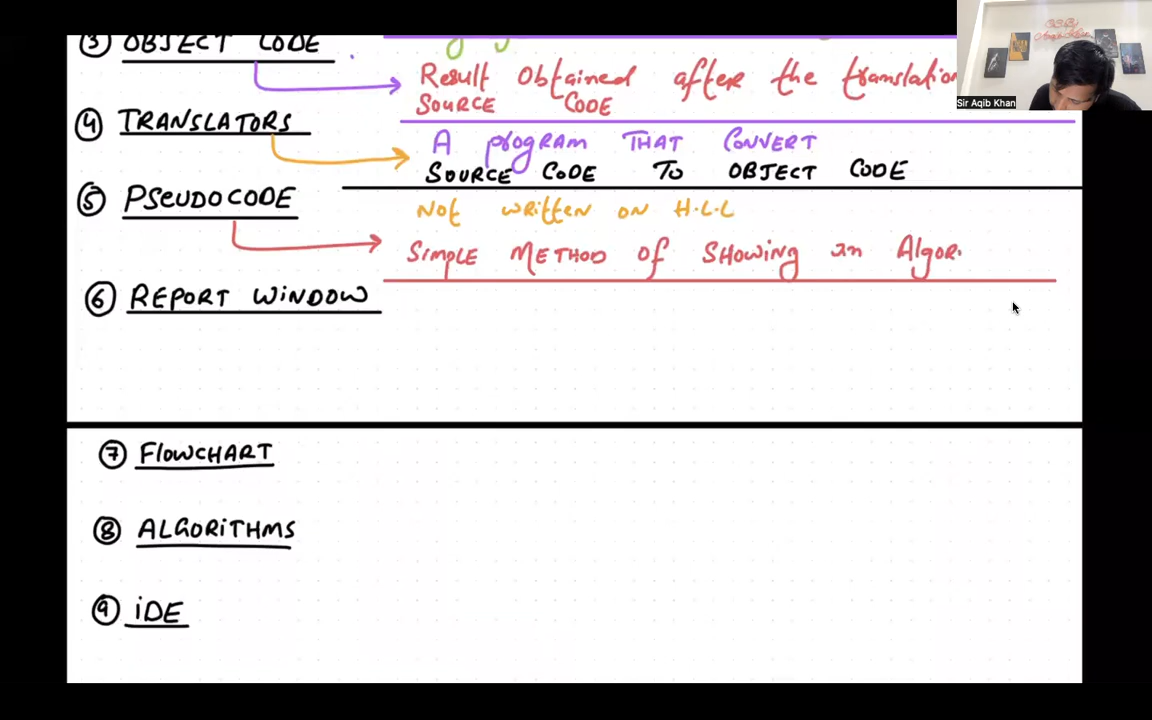 ③ OBJECT CODE
Result Obtained after the translation
SOURCE CODE
④ TRANSLATORS
A program THAT CONVERT
SOURCE CODE TO OBJECT CODE
⑤ PSEUDOCODE
Not written on H.L.L
SIMPLE METHOD of SHOWING an Algor.
⑥ REPORT WINDOW
⑦ FLOWCHART
⑧ ALGORITHMS
⑨ iDE
Sir Aqib Khan